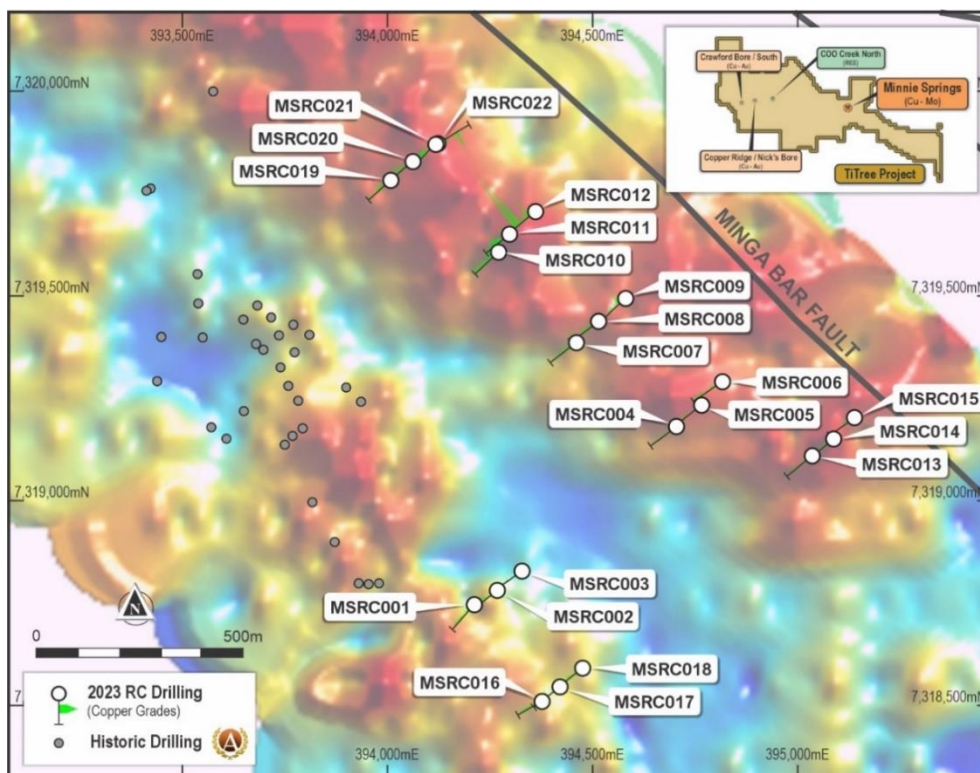 393,500mE
394,000mE
394,500mE
7,320,000mN
Crawford Bore / South
(Cu - Au)
COO Creek North
(REE)
Minnie Springs
(Cu - Mo)
Copper Ridge / Nick's Bore
(Cu - Au)
TiTree Project
MSRC021
MSRC022
MSRC020
MSRC019
MSRC012
MSRC011
MSRC010
MINGA BAR FAULT
7,319,500mN
7,319,500mN
MSRC009
MSRC008
MSRC007
MSRC006
MSRC005
MSRC004
MSRC015
MSRC014
MSRC013
7,319,000mN
7,319,000mN
MSRC003
MSRC001
MSRC002
N
0
500m
MSRC018
MSRC016
MSRC017
2023 RC Drilling
(Copper Grades)
Historic Drilling
A
7,318,500mN
394,000mE
394,500mE
395,000mE